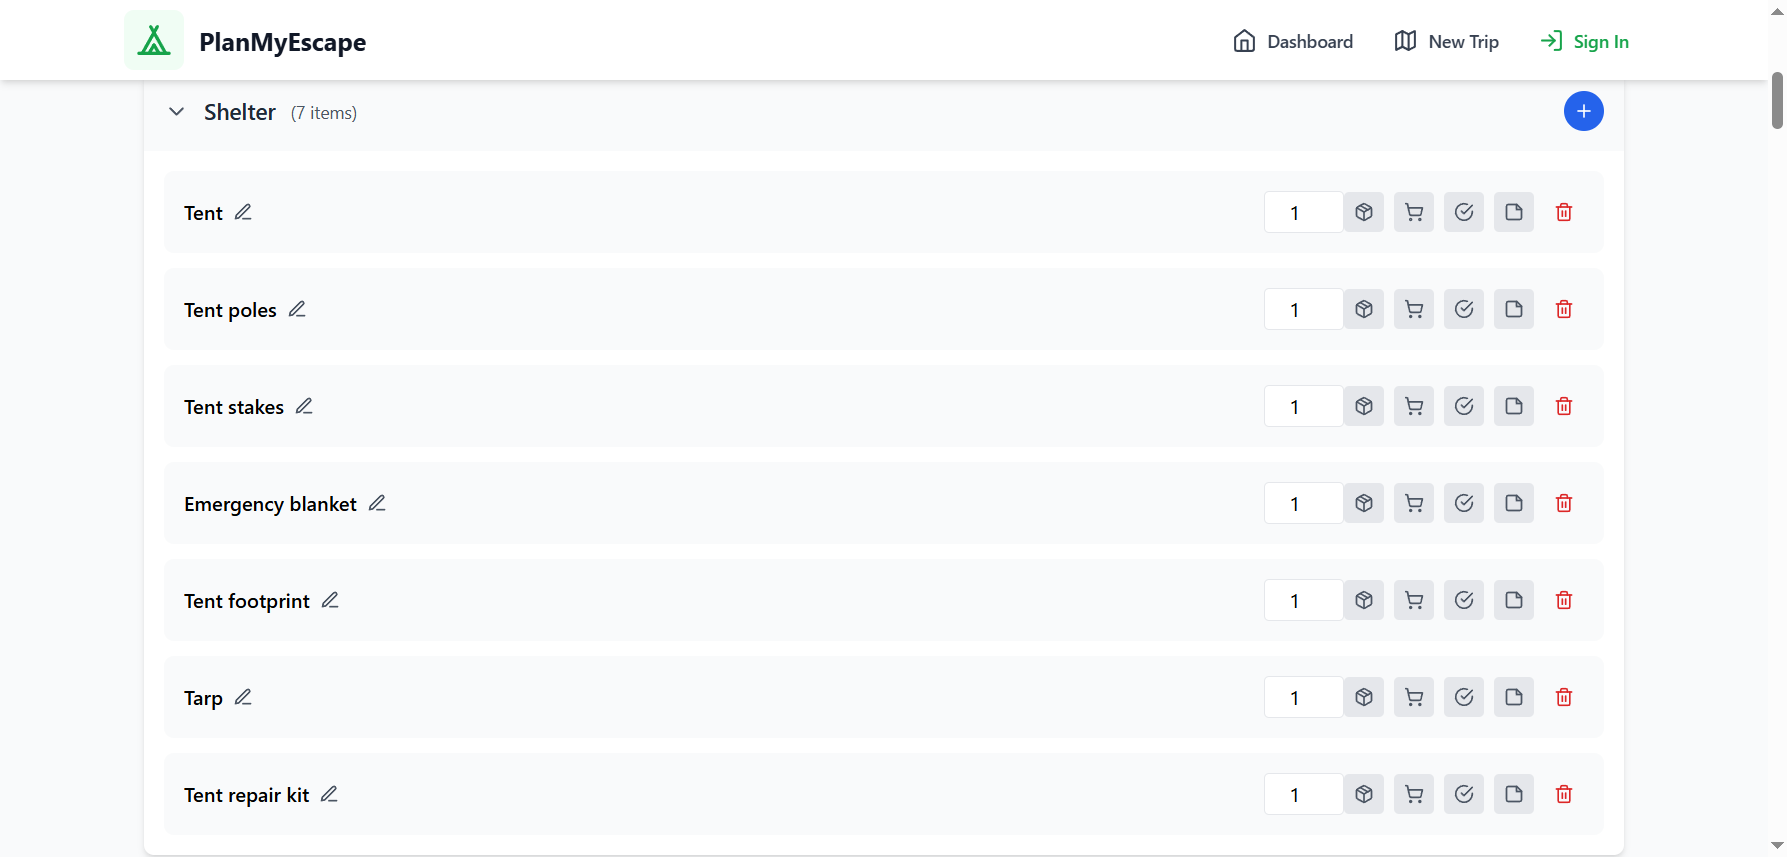 PlanMyEscape
Dashboard
New Trip
Sign In
Shelter (7 items)
Tent 1
Tent poles 1
Tent stakes 1
Emergency blanket 1
Tent footprint 1
Tarp 1
Tent repair kit 1